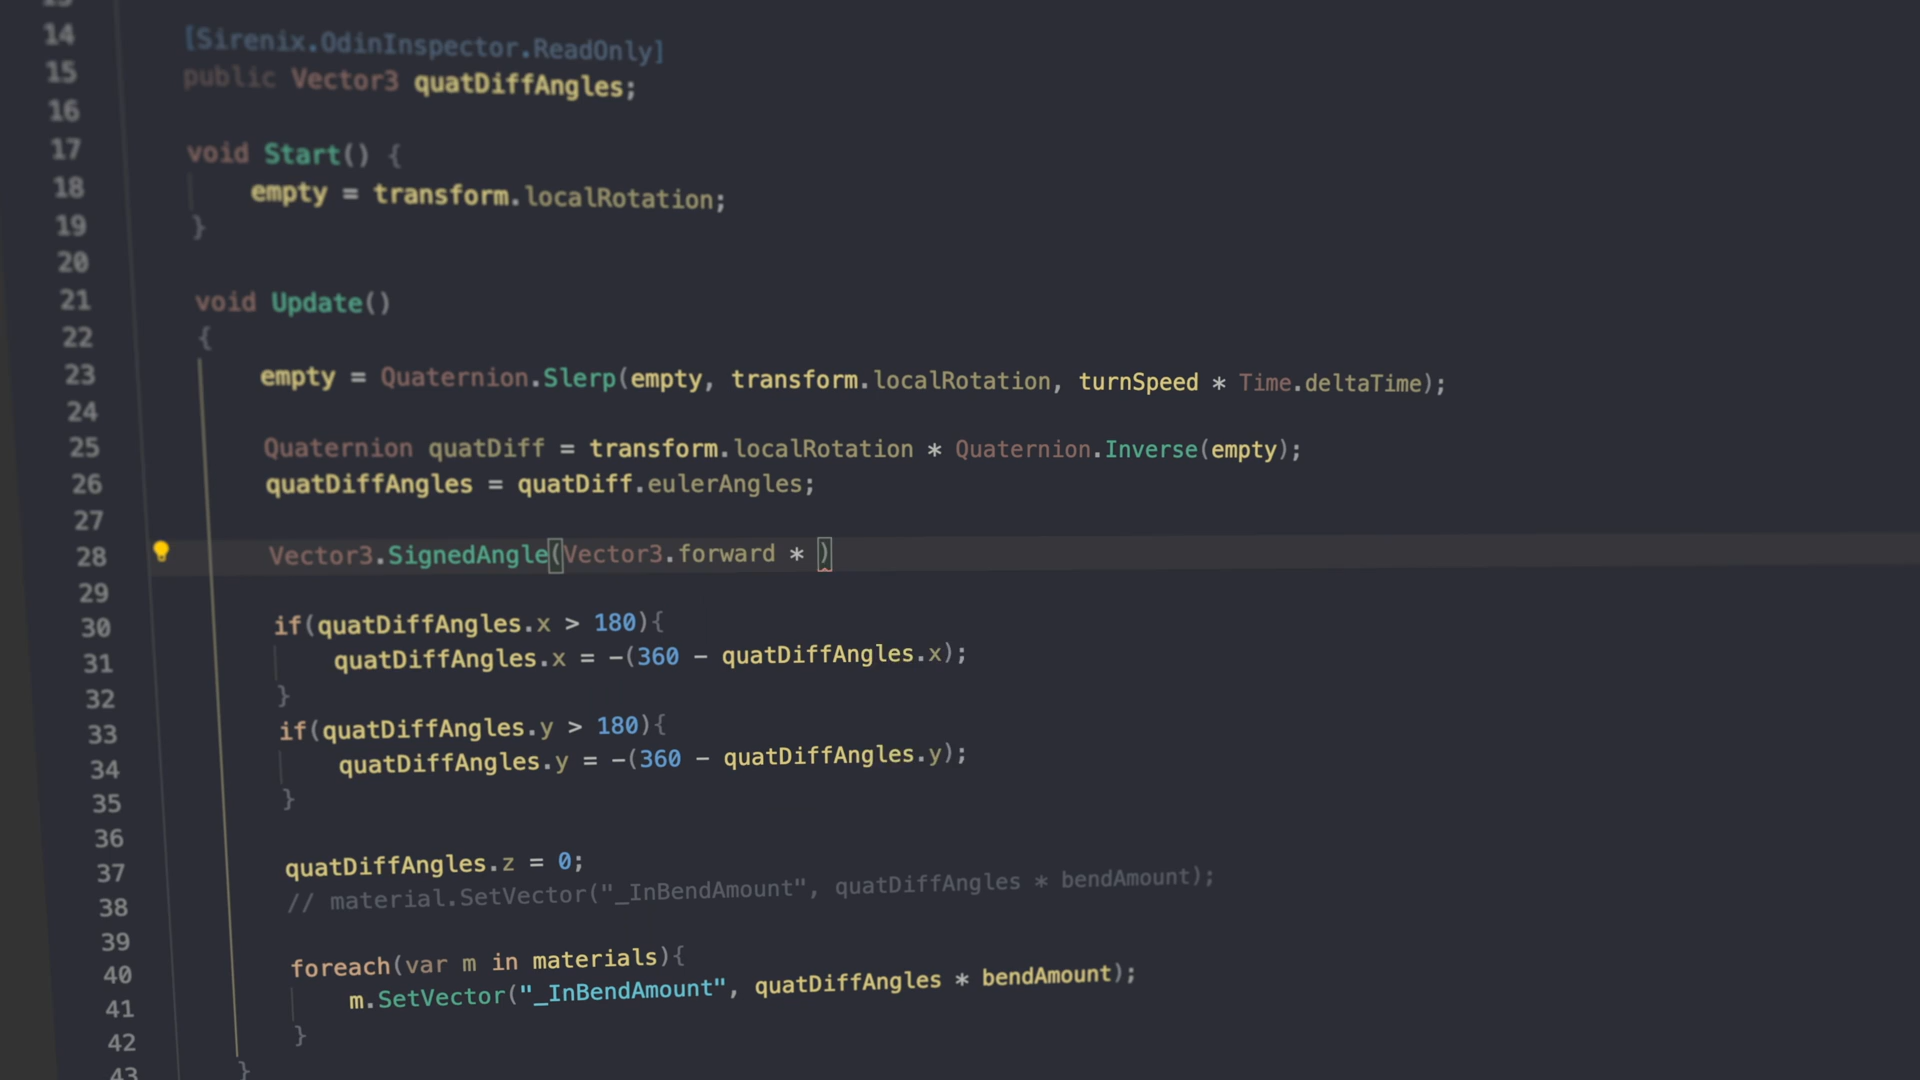 14 [Sirenix.OdinInspector.ReadOnly]
15 public Vector3 quatDiffAngles;
16
17 void Start() {
18 empty = transform.localRotation;
19 }
20
21 void Update()
22 {
23 empty = Quaternion.Slerp(empty, transform.localRotation, turnSpeed * Time.deltaTime);
24
25 Quaternion quatDiff = transform.localRotation * Quaternion.Inverse(empty);
26 quatDiffAngles = quatDiff.eulerAngles;
27
28 Vector3.SignedAngle(Vector3.forward * )
29
30 if(quatDiffAngles.x > 180){
31 quatDiffAngles.x = -(360 - quatDiffAngles.x);
32 }
33 if(quatDiffAngles.y > 180){
34 quatDiffAngles.y = -(360 - quatDiffAngles.y);
35 }
36
37 quatDiffAngles.z = 0;
38 // material.SetVector("_InBendAmount", quatDiffAngles * bendAmount);
39
40 foreach(var m in materials){
41 m.SetVector("_InBendAmount", quatDiffAngles * bendAmount);
42 }
43 }